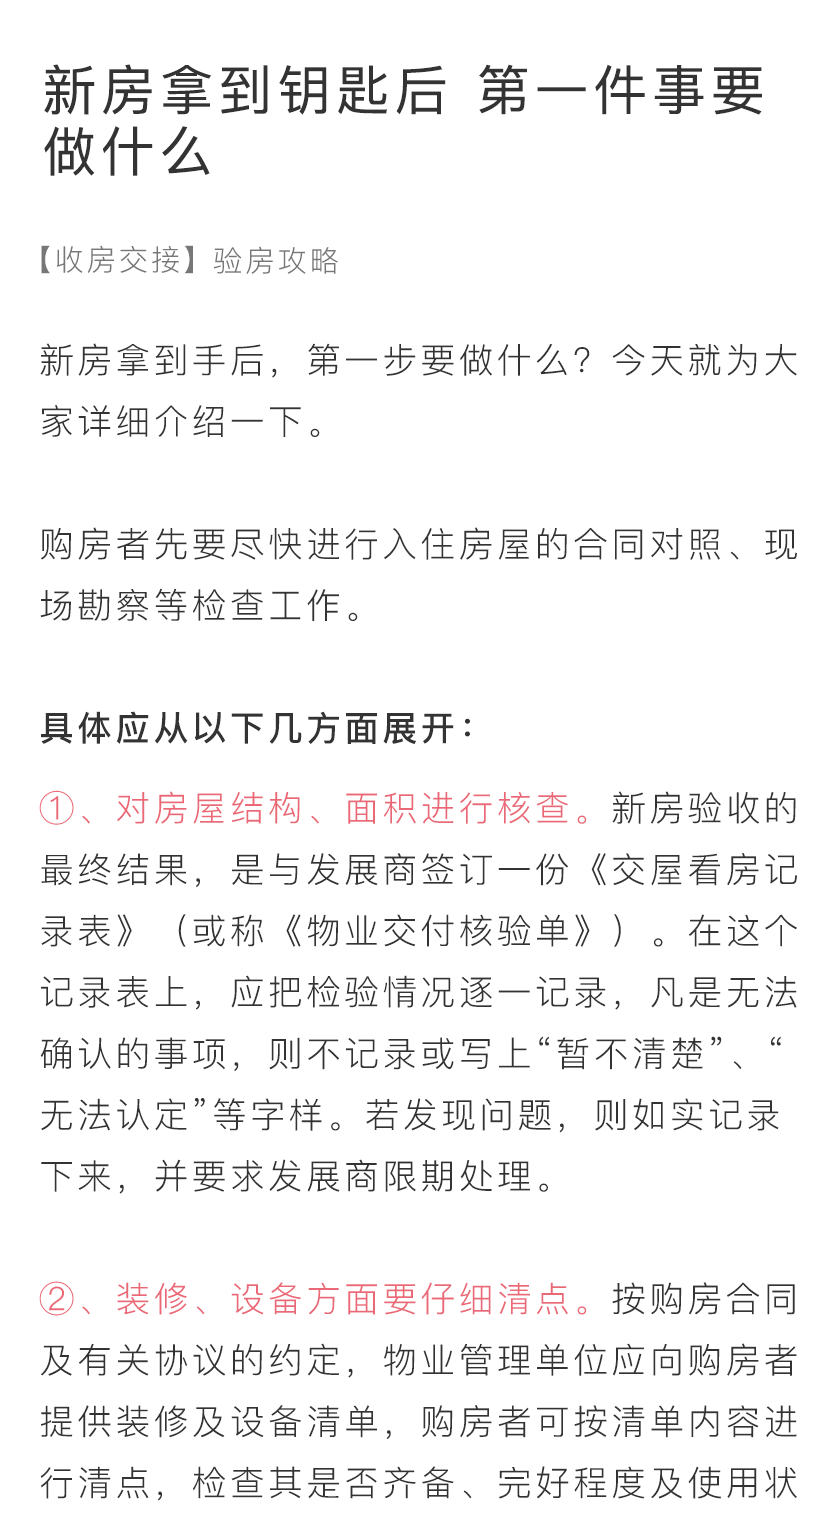 新房拿到钥匙后 第一件事要
做什么
【收房交接】验房攻略
新房拿到手后，第一步要做什么？今天就为大
家详细介绍一下。
购房者先要尽快进行入住房屋的合同对照、现
场勘察等检查工作。
具体应从以下几方面展开：
①、对房屋结构、面积进行核查。新房验收的
最终结果，是与发展商签订一份《交屋看房记
录表》（或称《物业交付核验单》）。在这个
记录表上，应把检验情况逐一记录，凡是无法
确认的事项，则不记录或写上“暂不清楚”、“
无法认定”等字样。若发现问题，则如实记录
下来，并要求发展商限期处理。
②、装修、设备方面要仔细清点。按购房合同
及有关协议的约定，物业管理单位应向购房者
提供装修及设备清单，购房者可按清单内容进
行清点，检查其是否齐备、完好程度及使用状